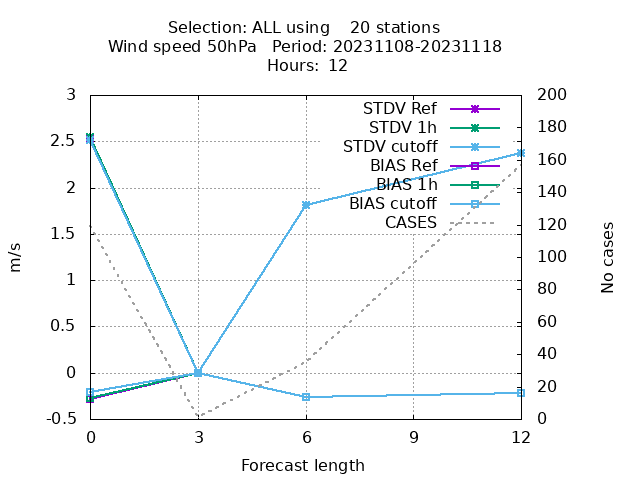 Selection: ALL using    20 stations
Wind speed 50hPa   Period: 20231108-20231118
Hours:  12
3
2.5
2
1.5
1
0.5
0
-0.5
200
180
160
140
120
100
80
60
40
20
0
STDV Ref
STDV 1h
STDV cutoff
BIAS Ref
BIAS 1h
BIAS cutoff
CASES
m/s
No cases
0 3 6 9 12
Forecast length